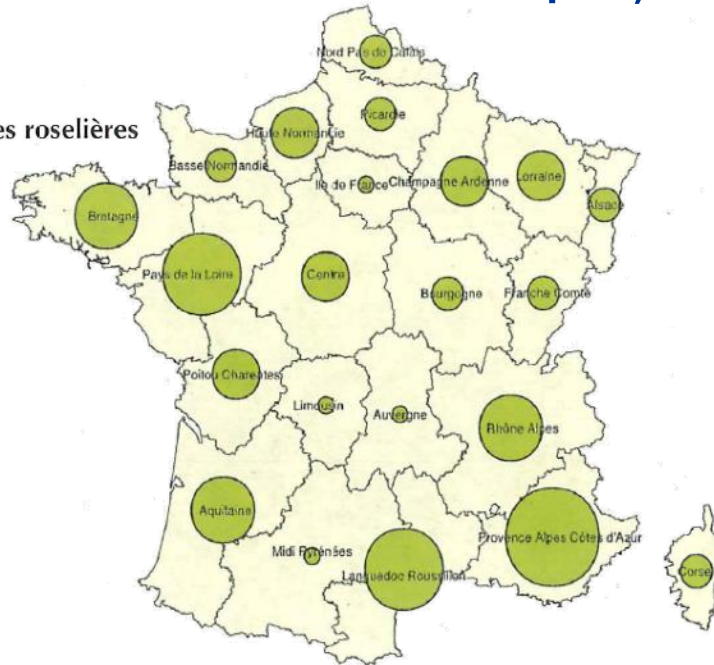 es roselières
Nord Pas de Calais
Picardie
Haute Normandie
Basse Normandie
Ile de France
Champagne Ardenne
Lorraine
Alsace
Bretagne
Pays de la Loire
Centre
Bourgogne
Franche Comté
Poitou Charentes
Limousin
Auvergne
Rhône Alpes
Aquitaine
Midi Pyrénées
Languedoc Roussillon
Provence Alpes Côtes d'Azur
Corse